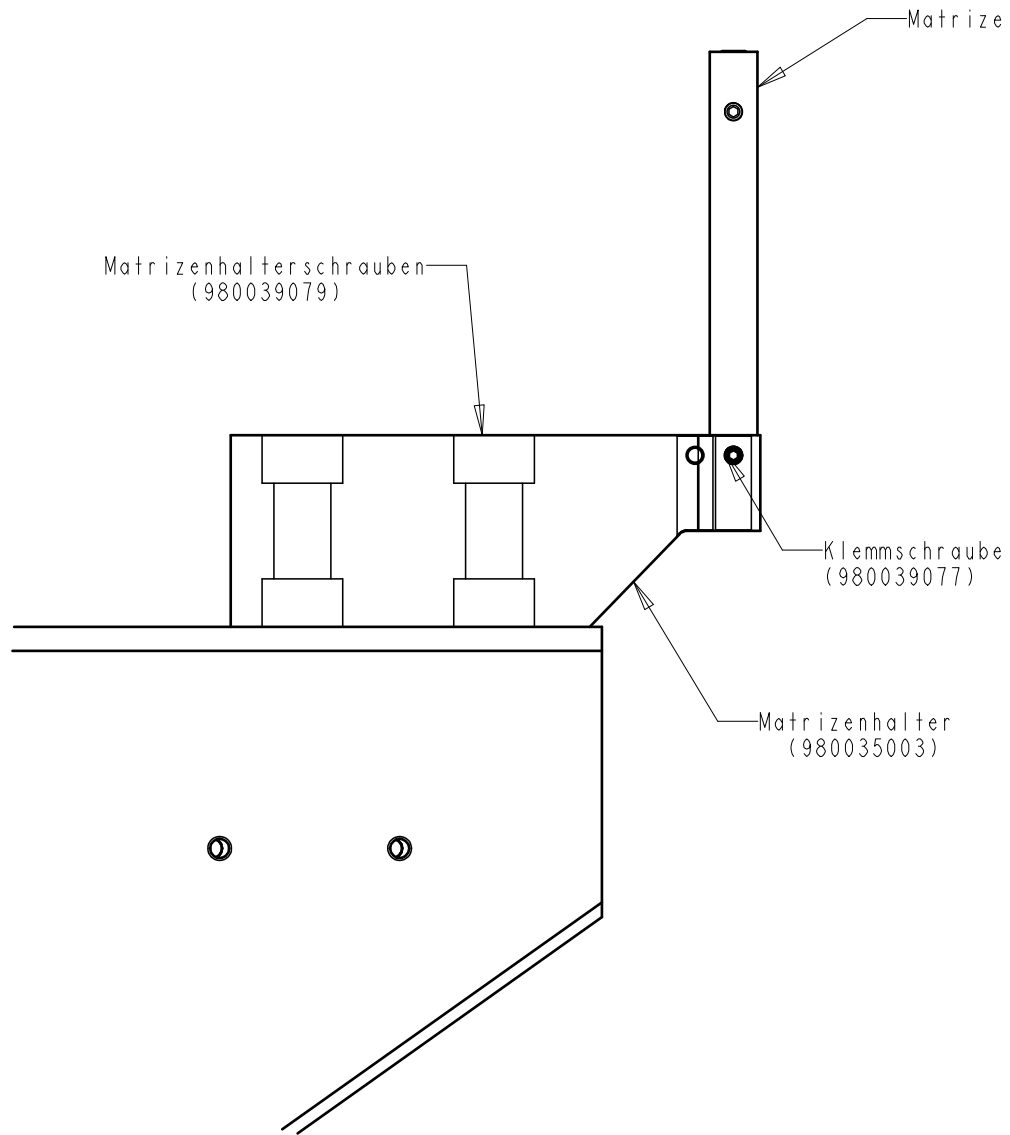 Matrize
Matrizenhalterschrauben
(980039079)
Klemmschraube
(980039077)
Matrizenhalter
(980035003)